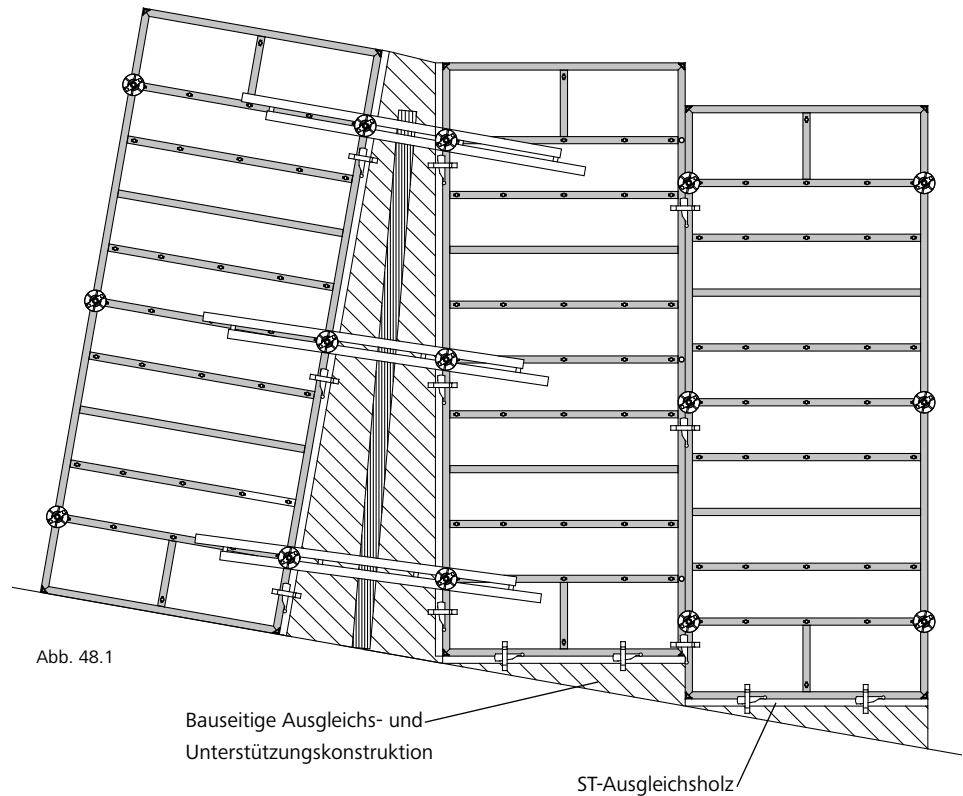 Abb. 48.1
Bauseitige Ausgleichs- und
Unterstützungskonstruktion
ST-Ausgleichsholz